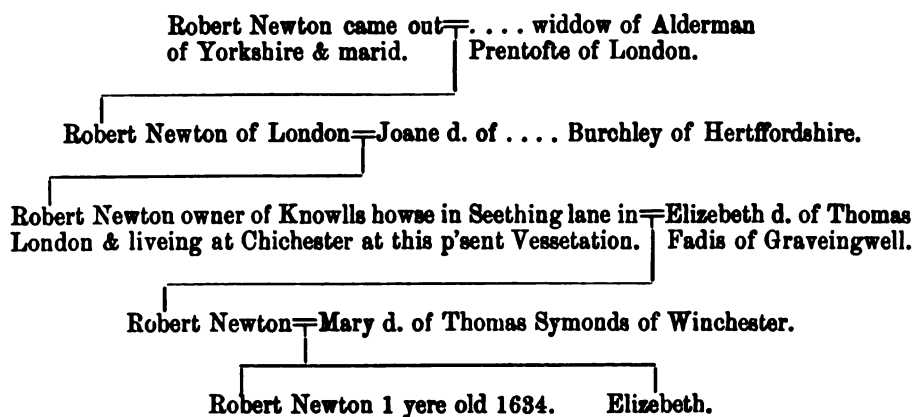 Robert Newton came out=. . . . widdow of Alderman
of Yorkshire & marid. Prentofte of London.
Robert Newton of London=Joane d. of . . . . Burchley of Hertffordshire.
Robert Newton owner of Knowlls howse in Seething lane in=Elizebeth d. of Thomas
London & liveing at Chichester at this p'sent Vessetation. Fadis of Graveingwell.
Robert Newton=Mary d. of Thomas Symonds of Winchester.
Robert Newton 1 yere old 1634. Elizebeth.